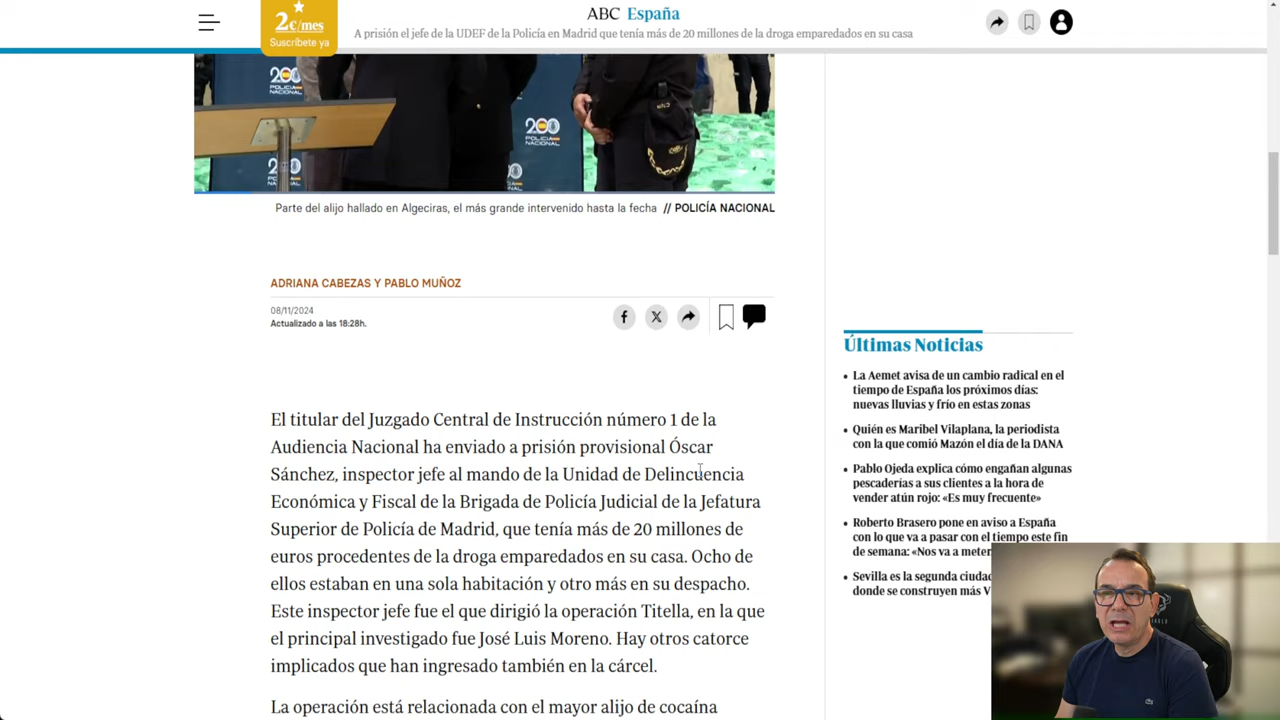 2€/mes
Suscríbete ya
ABC España
A prisión el jefe de la UDEF de la Policía en Madrid que tenía más de 20 millones de la droga emparedados en su casa
200
POLICÍA
NACIONAL
200
POLICÍA
NACIONAL
200
NACIONAL
Parte del alijo hallado en Algeciras, el más grande intervenido hasta la fecha // POLICÍA NACIONAL
ADRIANA CABEZAS Y PABLO MUÑOZ
08/11/2024
Actualizado a las 18:28h.
El titular del Juzgado Central de Instrucción número 1 de la
Audiencia Nacional ha enviado a prisión provisional Óscar
Sánchez, inspector jefe al mando de la Unidad de Delincuencia
Económica y Fiscal de la Brigada de Policía Judicial de la Jefatura
Superior de Policía de Madrid, que tenía más de 20 millones de
euros procedentes de la droga emparedados en su casa. Ocho de
ellos estaban en una sola habitación y otro más en su despacho.
Este inspector jefe fue el que dirigió la operación Titella, en la que
el principal investigado fue José Luis Moreno. Hay otros catorce
implicados que han ingresado también en la cárcel.
La operación está relacionada con el mayor alijo de cocaína
Últimas Noticias
La Aemet avisa de un cambio radical en el
tiempo de España los próximos días:
nuevas lluvias y frío en estas zonas
Quién es Maribel Vilaplana, la periodista
con la que comió Mazón el día de la DANA
Pablo Ojeda explica cómo engañan algunas
pescaderías a sus clientes a la hora de
vender atún rojo: «Es muy frecuente»
Roberto Brasero pone en aviso a España
con lo que va a pasar con el tiempo este fin
de semana: «Nos va a meter
Sevilla es la segunda ciudad
donde se construyen más V